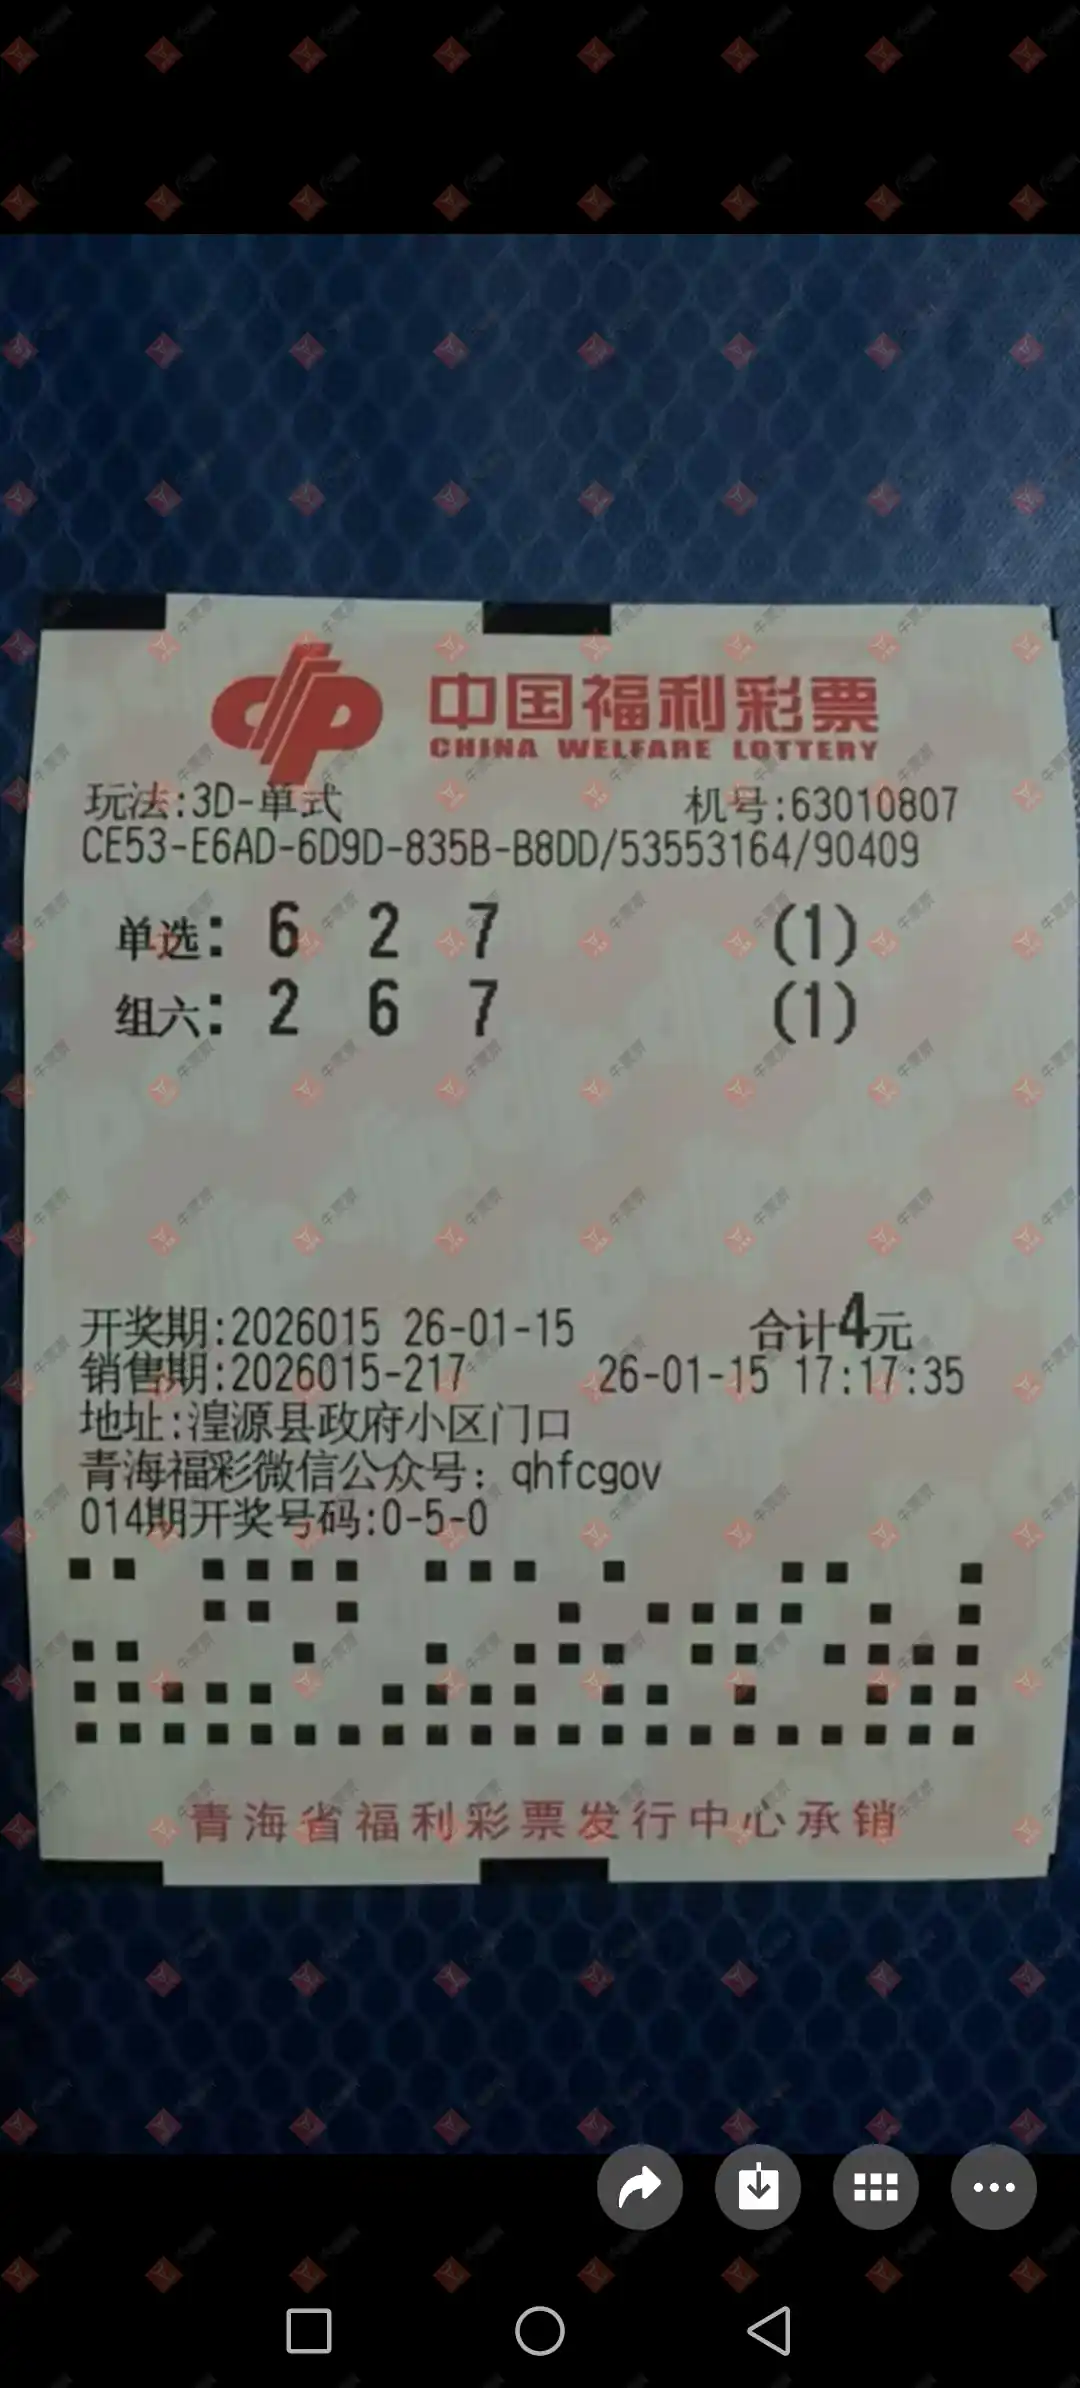 中国福利彩票
CHINA WELFARE LOTTERY
玩法:3D-单式 机号:63010807
CE53-E6AD-6D9D-835B-B8DD/53553164/90409
单选: 6 2 7 (1)
组六: 2 6 7 (1)
开奖期:2026015 26-01-15 合计4元
销售期:2026015-217 26-01-15 17:17:35
地址:湟源县政府小区门口
青海福彩微信公众号: qhfcgov
014期开奖号码:0-5-0
青海省福利彩票发行中心承销